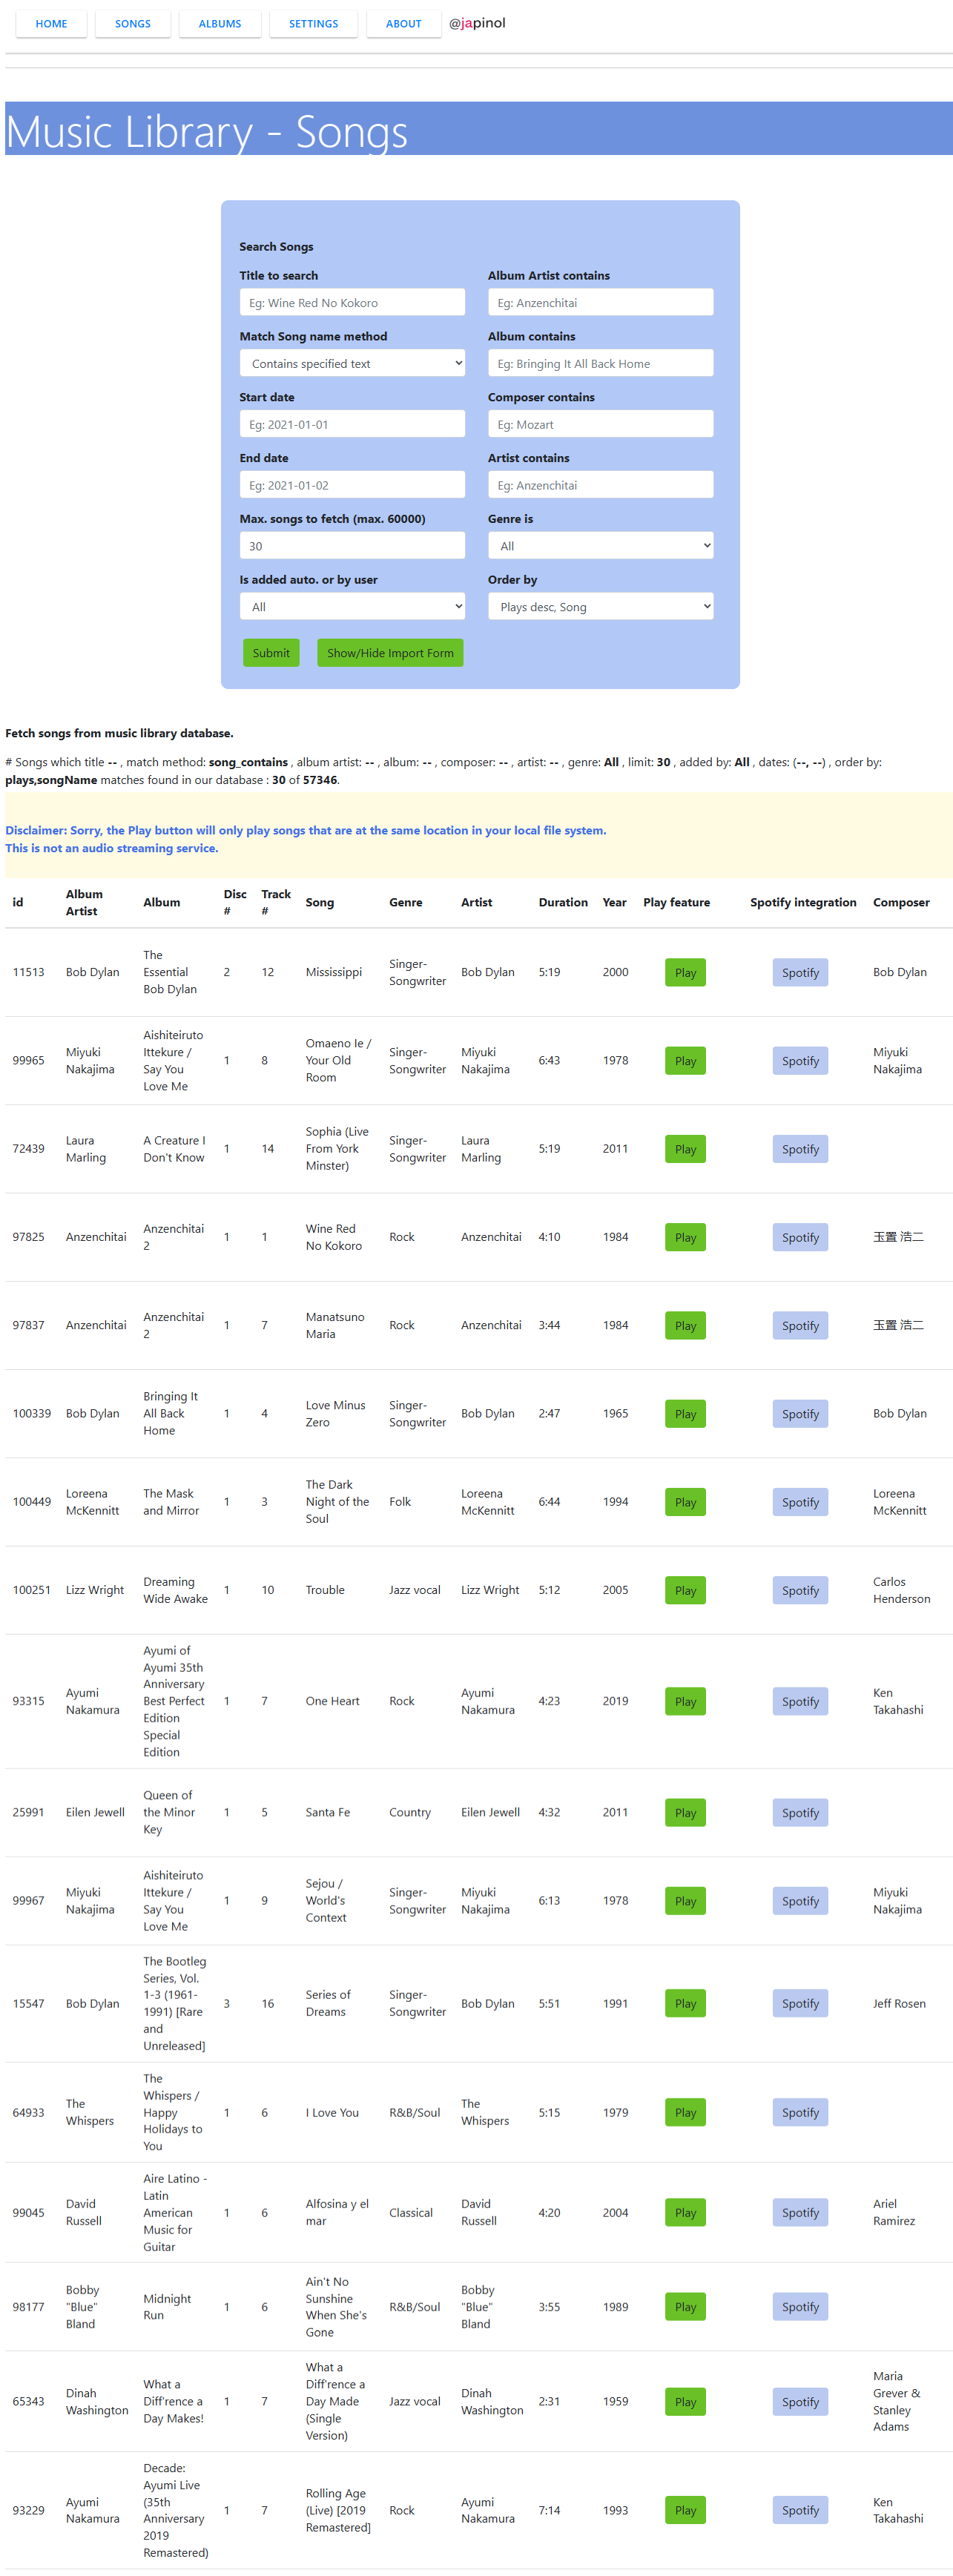 HOME SONGS ALBUMS SETTINGS ABOUT @japinol
Music Library - Songs
Search Songs
Title to search
Eg: Wine Red No Kokoro
Album Artist contains
Eg: Anzenchitai
Match Song name method
Contains specified text
Album contains
Eg: Bringing It All Back Home
Start date
Eg: 2021-01-01
Composer contains
Eg: Mozart
End date
Eg: 2021-01-02
Artist contains
Eg: Anzenchitai
Max. songs to fetch (max. 60000)
30
Genre is
All
Is added auto. or by user
All
Order by
Plays desc, Song
Submit Show/Hide Import Form
Fetch songs from music library database.
# Songs which title -- , match method: song_contains , album artist: -- , album: -- , composer: -- , artist: -- , genre: All , limit: 30 , added by: All , dates: (--, --) , order by:
plays,songName matches found in our database : 30 of 57346.
Disclaimer: Sorry, the Play button will only play songs that are at the same location in your local file system.
This is not an audio streaming service.
id Album Artist Album Disc # Track # Song Genre Artist Duration Year Play feature Spotify integration Composer
11513 Bob Dylan The Essential Bob Dylan 2 12 Mississippi Singer-Songwriter Bob Dylan 5:19 2000 Play Spotify Bob Dylan
99965 Miyuki Nakajima Aishiteiruto Ittekure / Say You Love Me 1 8 Omaeno Ie / Your Old Room Singer-Songwriter Miyuki Nakajima 6:43 1978 Play Spotify Miyuki Nakajima
72439 Laura Marling A Creature I Don't Know 1 14 Sophia (Live From York Minster) Singer-Songwriter Laura Marling 5:19 2011 Play Spotify
97825 Anzenchitai Anzenchitai 2 1 1 Wine Red No Kokoro Rock Anzenchitai 4:10 1984 Play Spotify 玉置 浩二
97837 Anzenchitai Anzenchitai 2 1 7 Manatsuno Maria Rock Anzenchitai 3:44 1984 Play Spotify 玉置 浩二
100339 Bob Dylan Bringing It All Back Home 1 4 Love Minus Zero Singer-Songwriter Bob Dylan 2:47 1965 Play Spotify Bob Dylan
100449 Loreena McKennitt The Mask and Mirror 1 3 The Dark Night of the Soul Folk Loreena McKennitt 6:44 1994 Play Spotify Loreena McKennitt
100251 Lizz Wright Dreaming Wide Awake 1 10 Trouble Jazz vocal Lizz Wright 5:12 2005 Play Spotify Carlos Henderson
93315 Ayumi Nakamura Ayumi of Ayumi 35th Anniversary Best Perfect Edition Special Edition 1 7 One Heart Rock Ayumi Nakamura 4:23 2019 Play Spotify Ken Takahashi
25991 Eilen Jewell Queen of the Minor Key 1 5 Santa Fe Country Eilen Jewell 4:32 2011 Play Spotify
99967 Miyuki Nakajima Aishiteiruto Ittekure / Say You Love Me 1 9 Sejou / World's Context Singer-Songwriter Miyuki Nakajima 6:13 1978 Play Spotify Miyuki Nakajima
15547 Bob Dylan The Bootleg Series, Vol. 1-3 (1961-1991) [Rare and Unreleased] 3 16 Series of Dreams Singer-Songwriter Bob Dylan 5:51 1991 Play Spotify Jeff Rosen
64933 The Whispers The Whispers / Happy Holidays to You 1 6 I Love You R&B/Soul The Whispers 5:15 1979 Play Spotify
99045 David Russell Aire Latino - Latin American Music for Guitar 1 6 Alfosina y el mar Classical David Russell 4:20 2004 Play Spotify Ariel Ramirez
98177 Bobby "Blue" Bland Midnight Run 1 6 Ain't No Sunshine When She's Gone R&B/Soul Bobby "Blue" Bland 3:55 1989 Play Spotify
65343 Dinah Washington What a Diff'rence a Day Makes! 1 7 What a Diff'rence a Day Made (Single Version) Jazz vocal Dinah Washington 2:31 1959 Play Spotify Maria Grever & Stanley Adams
93229 Ayumi Nakamura Decade: Ayumi Live (35th Anniversary 2019 Remastered) 1 7 Rolling Age (Live) [2019 Remastered] Rock Ayumi Nakamura 7:14 1993 Play Spotify Ken Takahashi